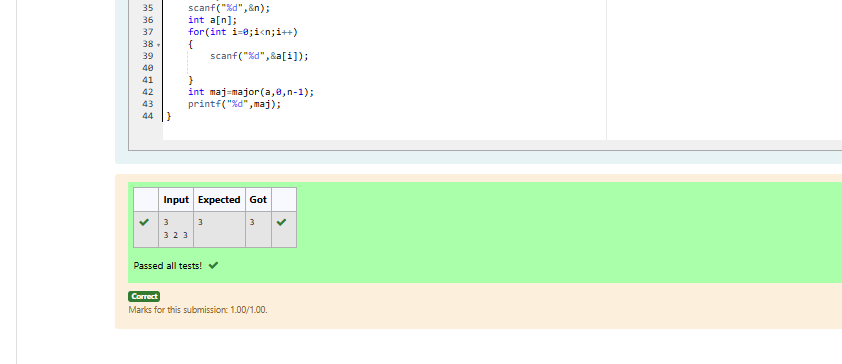 35 scanf("%d",&n);
36 int a[n];
37 for(int i=0;i<n;i++)
38 {
39 scanf("%d",&a[i]);
40
41 }
42 int maj=major(a,0,n-1);
43 printf("%d",maj);
44 }
Input Expected Got
3 3 3
3 2 3
Passed all tests!
Correct
Marks for this submission: 1.00/1.00.